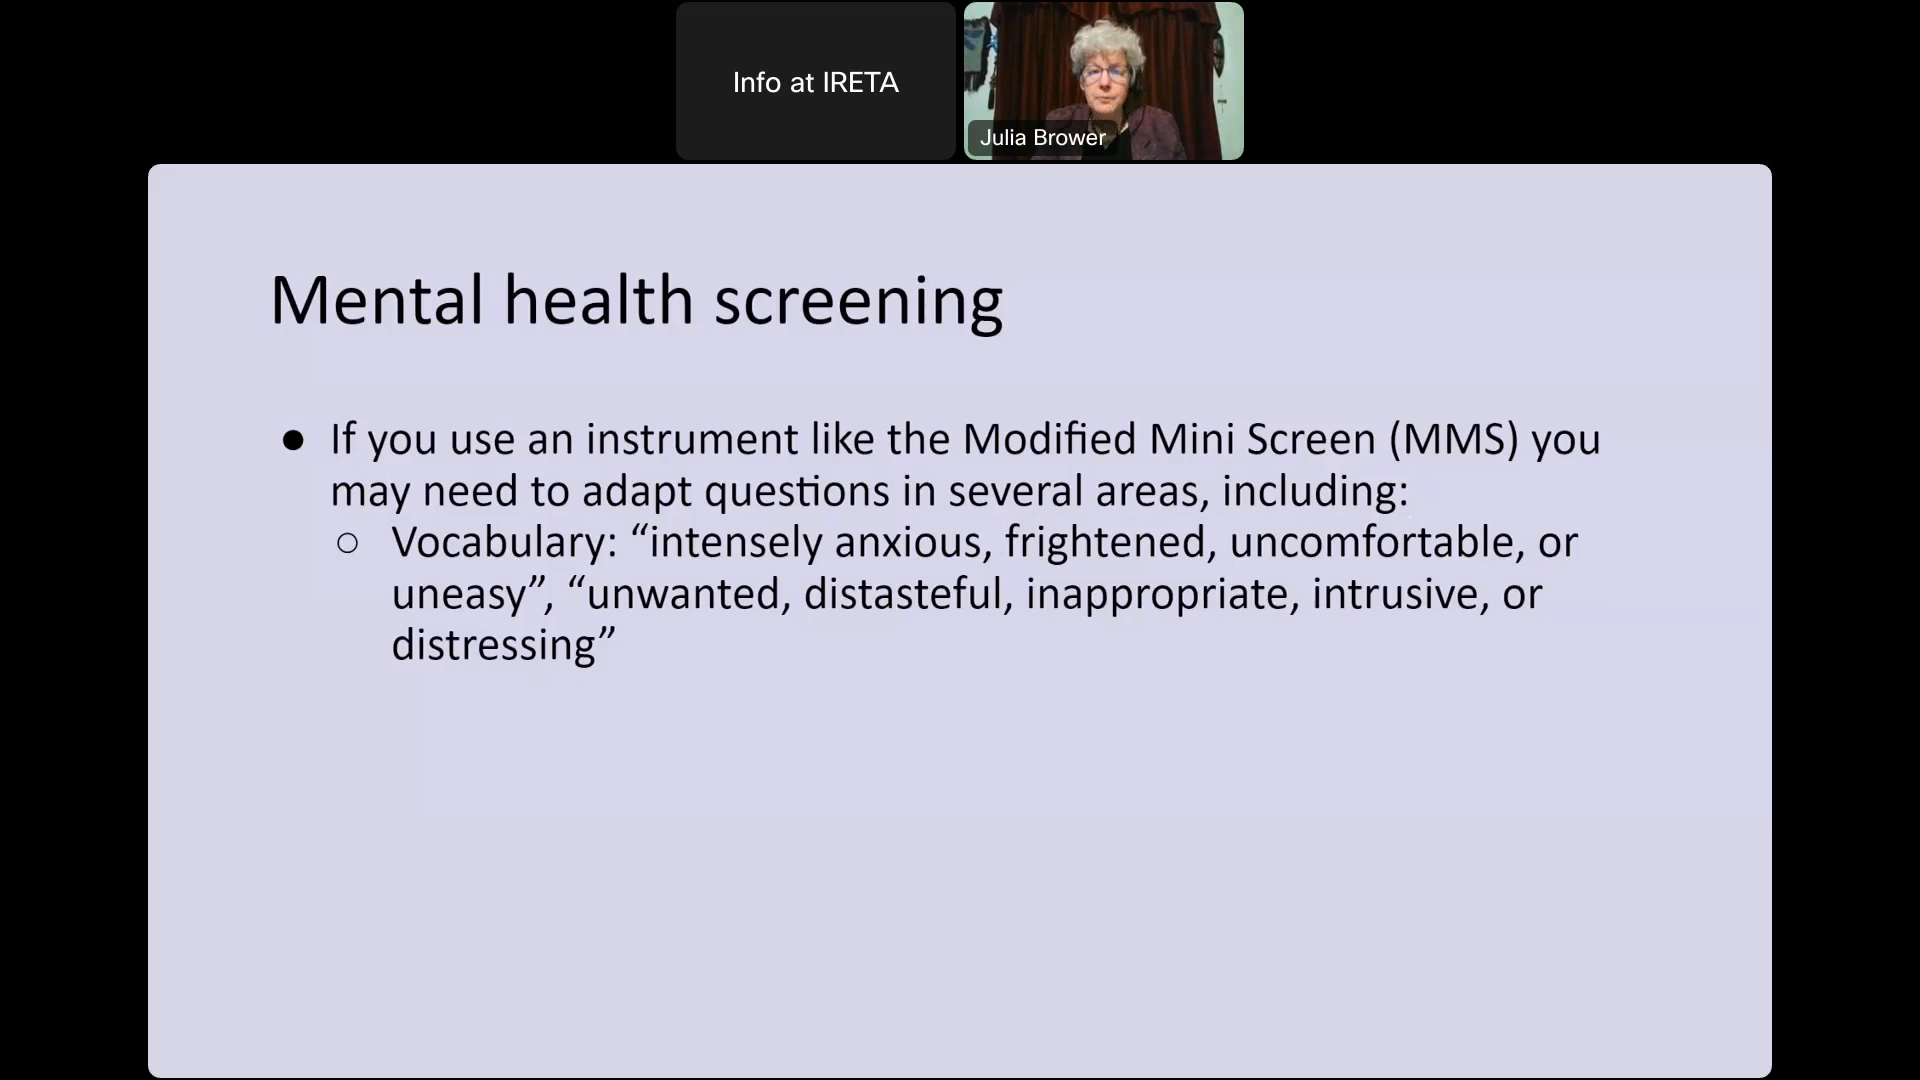 Info at IRETA
Julia Brower
Mental health screening
● If you use an instrument like the Modified Mini Screen (MMS) you
may need to adapt questions in several areas, including:
○ Vocabulary: “intensely anxious, frightened, uncomfortable, or
uneasy”, “unwanted, distasteful, inappropriate, intrusive, or
distressing”